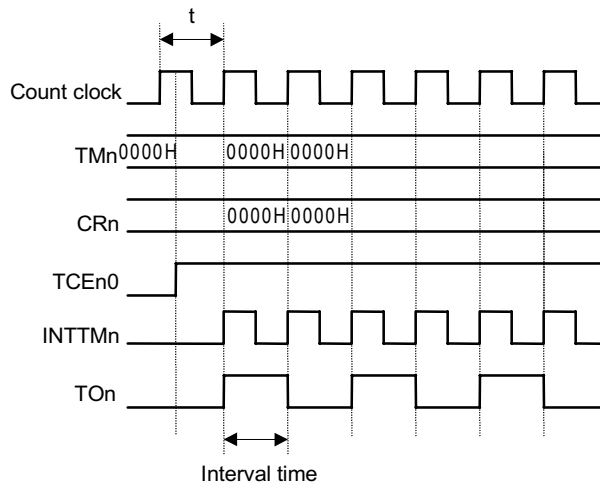 t
Count clock
TMn 0000H 0000H 0000H
CRn 0000H 0000H
TCEn0
INTTMn
TOn
Interval time